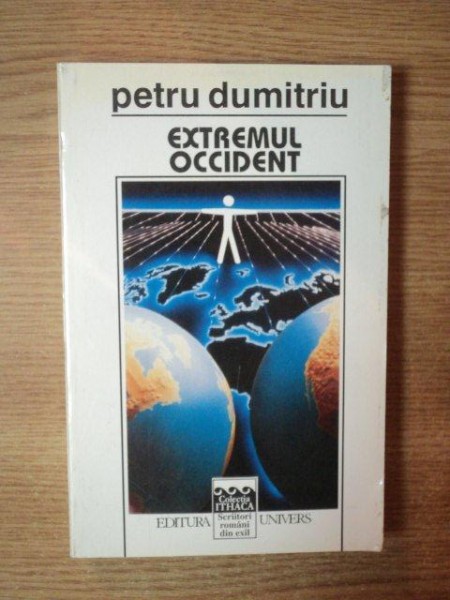 petru dumitriu
EXTREMUL
OCCIDENT
Colecția
ITHACA
EDITURA UNIVERS
Scriitori
români
din exil